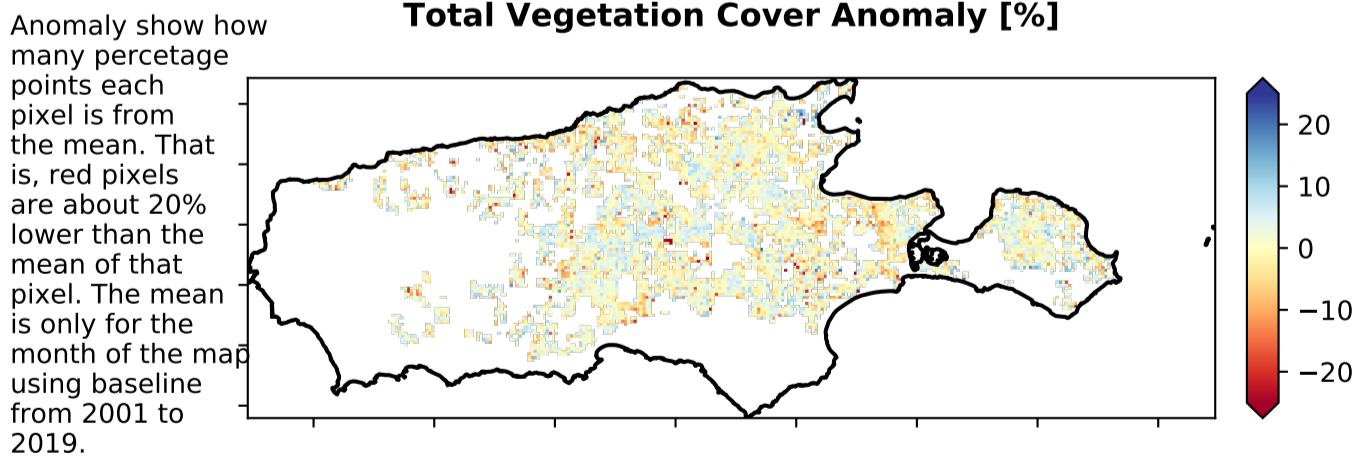 Total Vegetation Cover Anomaly [%]
Anomaly show how
many percetage
points each
pixel is from
the mean. That
is, red pixels
are about 20%
lower than the
mean of that
pixel. The mean
is only for the
month of the map
using baseline
from 2001 to
2019.
20
10
0
−10
−20